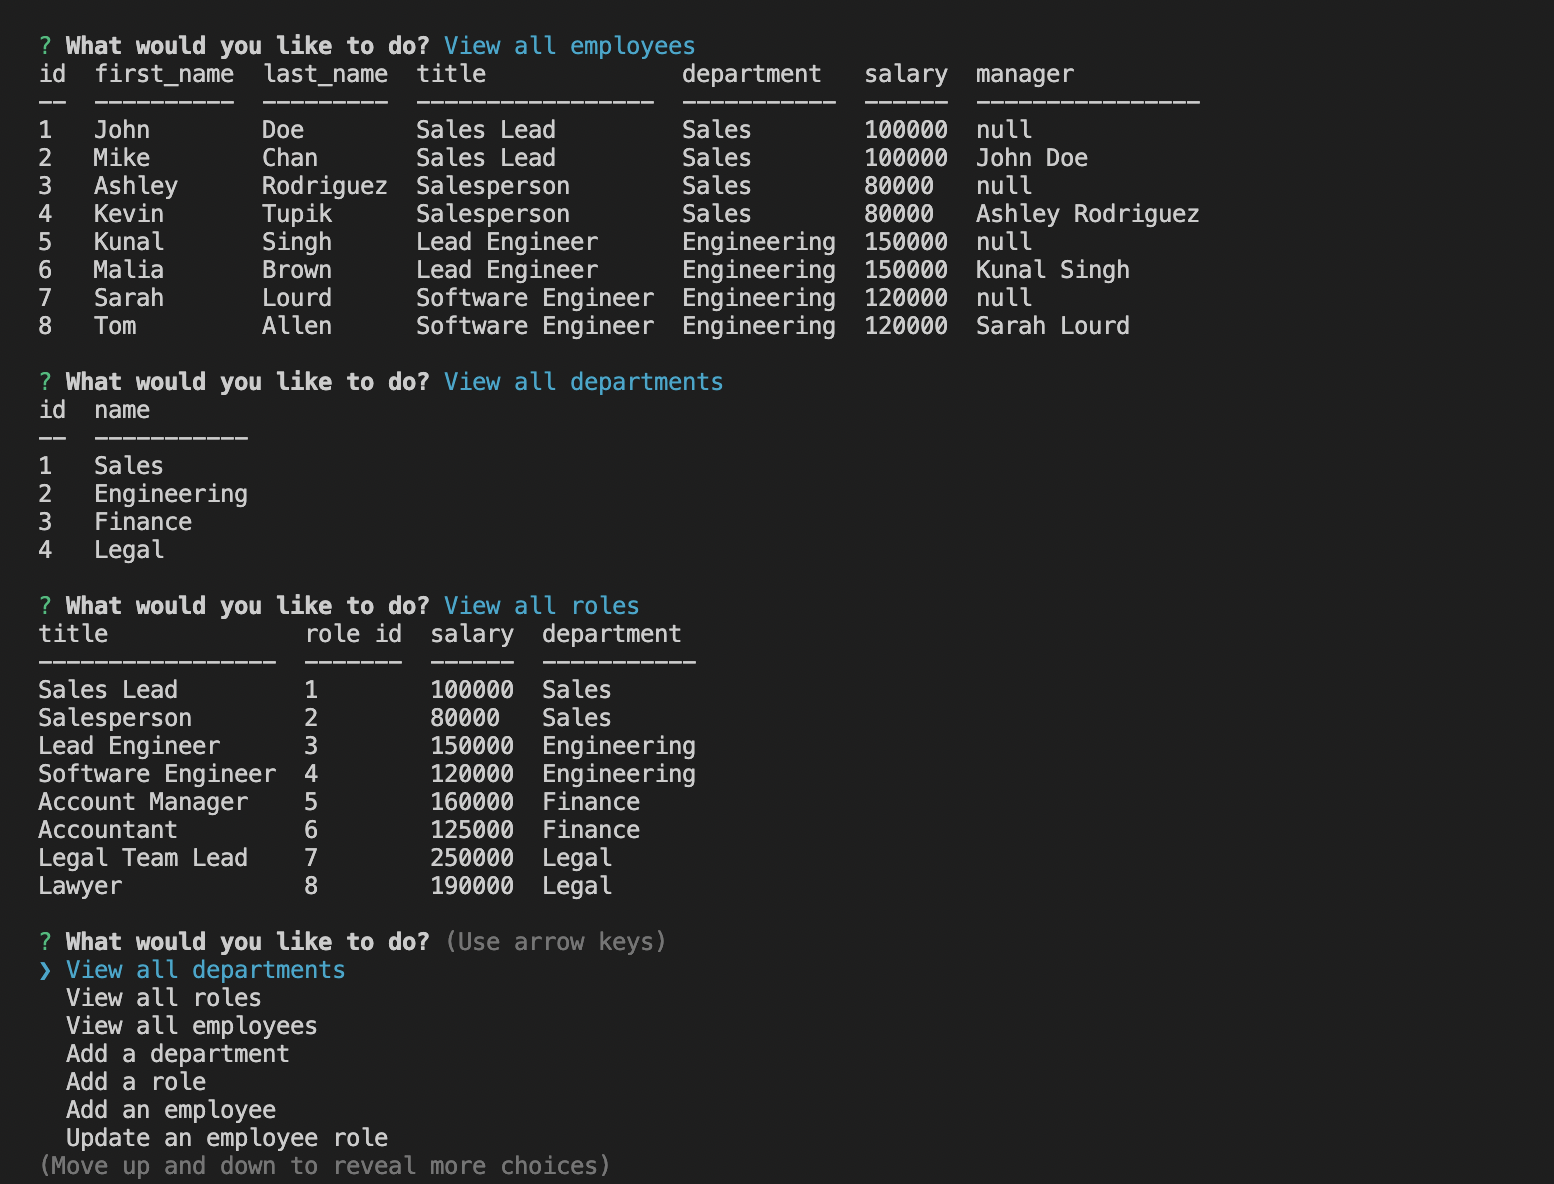 ? What would you like to do? View all employees
id  first_name  last_name  title              department   salary  manager
--  ----------  ---------  -----------------  -----------  ------  ----------------
1   John        Doe        Sales Lead         Sales        100000  null
2   Mike        Chan       Sales Lead         Sales        100000  John Doe
3   Ashley      Rodriguez  Salesperson        Sales        80000   null
4   Kevin       Tupik      Salesperson        Sales        80000   Ashley Rodriguez
5   Kunal       Singh      Lead Engineer      Engineering  150000  null
6   Malia       Brown      Lead Engineer      Engineering  150000  Kunal Singh
7   Sarah       Lourd      Software Engineer  Engineering  120000  null
8   Tom         Allen      Software Engineer  Engineering  120000  Sarah Lourd
? What would you like to do? View all departments
id  name
--  -----------
1   Sales
2   Engineering
3   Finance
4   Legal
? What would you like to do? View all roles
title              role id  salary  department
-----------------  -------  ------  -----------
Sales Lead         1        100000  Sales
Salesperson        2        80000   Sales
Lead Engineer      3        150000  Engineering
Software Engineer  4        120000  Engineering
Account Manager    5        160000  Finance
Accountant         6        125000  Finance
Legal Team Lead    7        250000  Legal
Lawyer             8        190000  Legal
? What would you like to do? (Use arrow keys)
❯ View all departments
  View all roles
  View all employees
  Add a department
  Add a role
  Add an employee
  Update an employee role
(Move up and down to reveal more choices)